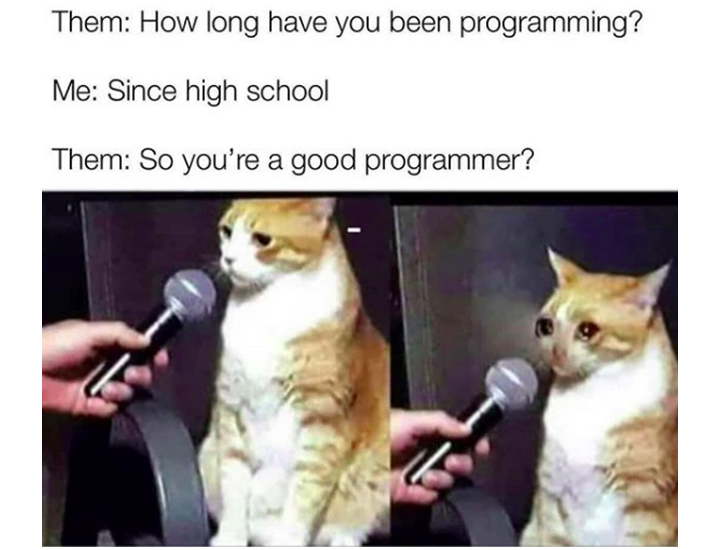 Them: How long have you been programming?
Me: Since high school
Them: So you’re a good programmer?